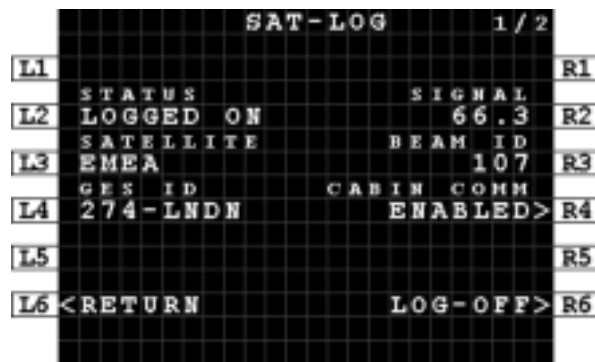 SAT-LOG 1/2
L1 R1
STATUS SIGNAL
L2 LOGGED ON 66.3 R2
SATELLITE BEAM ID
L3 EMEA 107 R3
GES ID CABIN COMM
L4 274-LNDN ENABLED> R4
L5 R5
L6 <RETURN LOG-OFF> R6